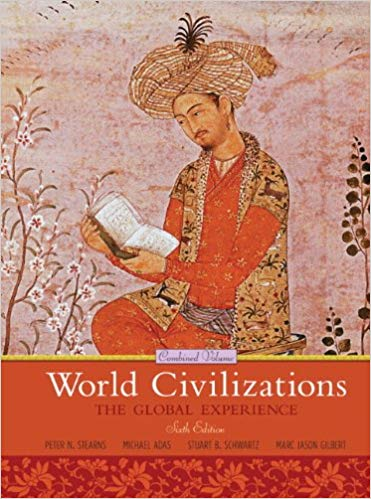 Combined Volume
World Civilizations
THE GLOBAL EXPERIENCE
Sixth Edition
PETER N. STEARNS MICHAEL ADAS STUART B. SCHWARTZ MARC JASON GILBERT